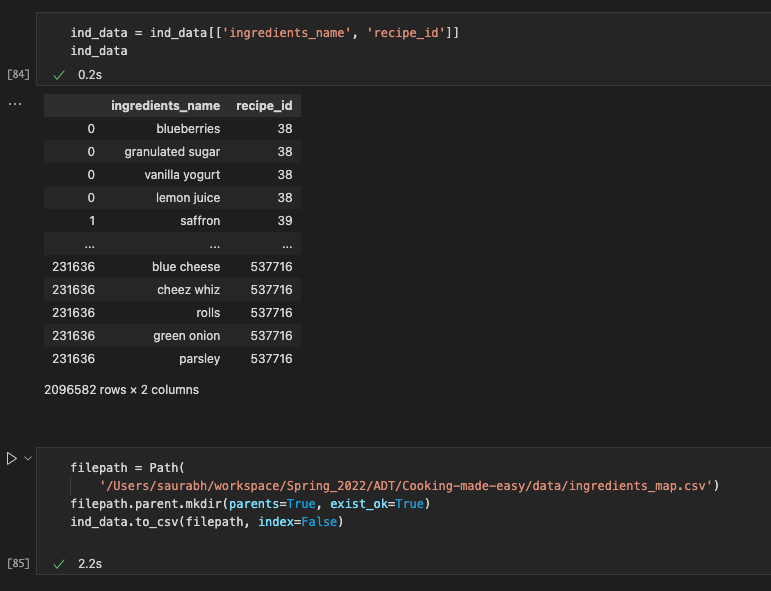 ind_data = ind_data[['ingredients_name', 'recipe_id']]
ind_data
[84] 0.2s
...
ingredients_name recipe_id
0 blueberries 38
0 granulated sugar 38
0 vanilla yogurt 38
0 lemon juice 38
1 saffron 39
... ... ...
231636 blue cheese 537716
231636 cheez whiz 537716
231636 rolls 537716
231636 green onion 537716
231636 parsley 537716
2096582 rows × 2 columns
filepath = Path(
'/Users/saurabh/workspace/Spring_2022/ADT/Cooking-made-easy/data/ingredients_map.csv')
filepath.parent.mkdir(parents=True, exist_ok=True)
ind_data.to_csv(filepath, index=False)
[85] 2.2s